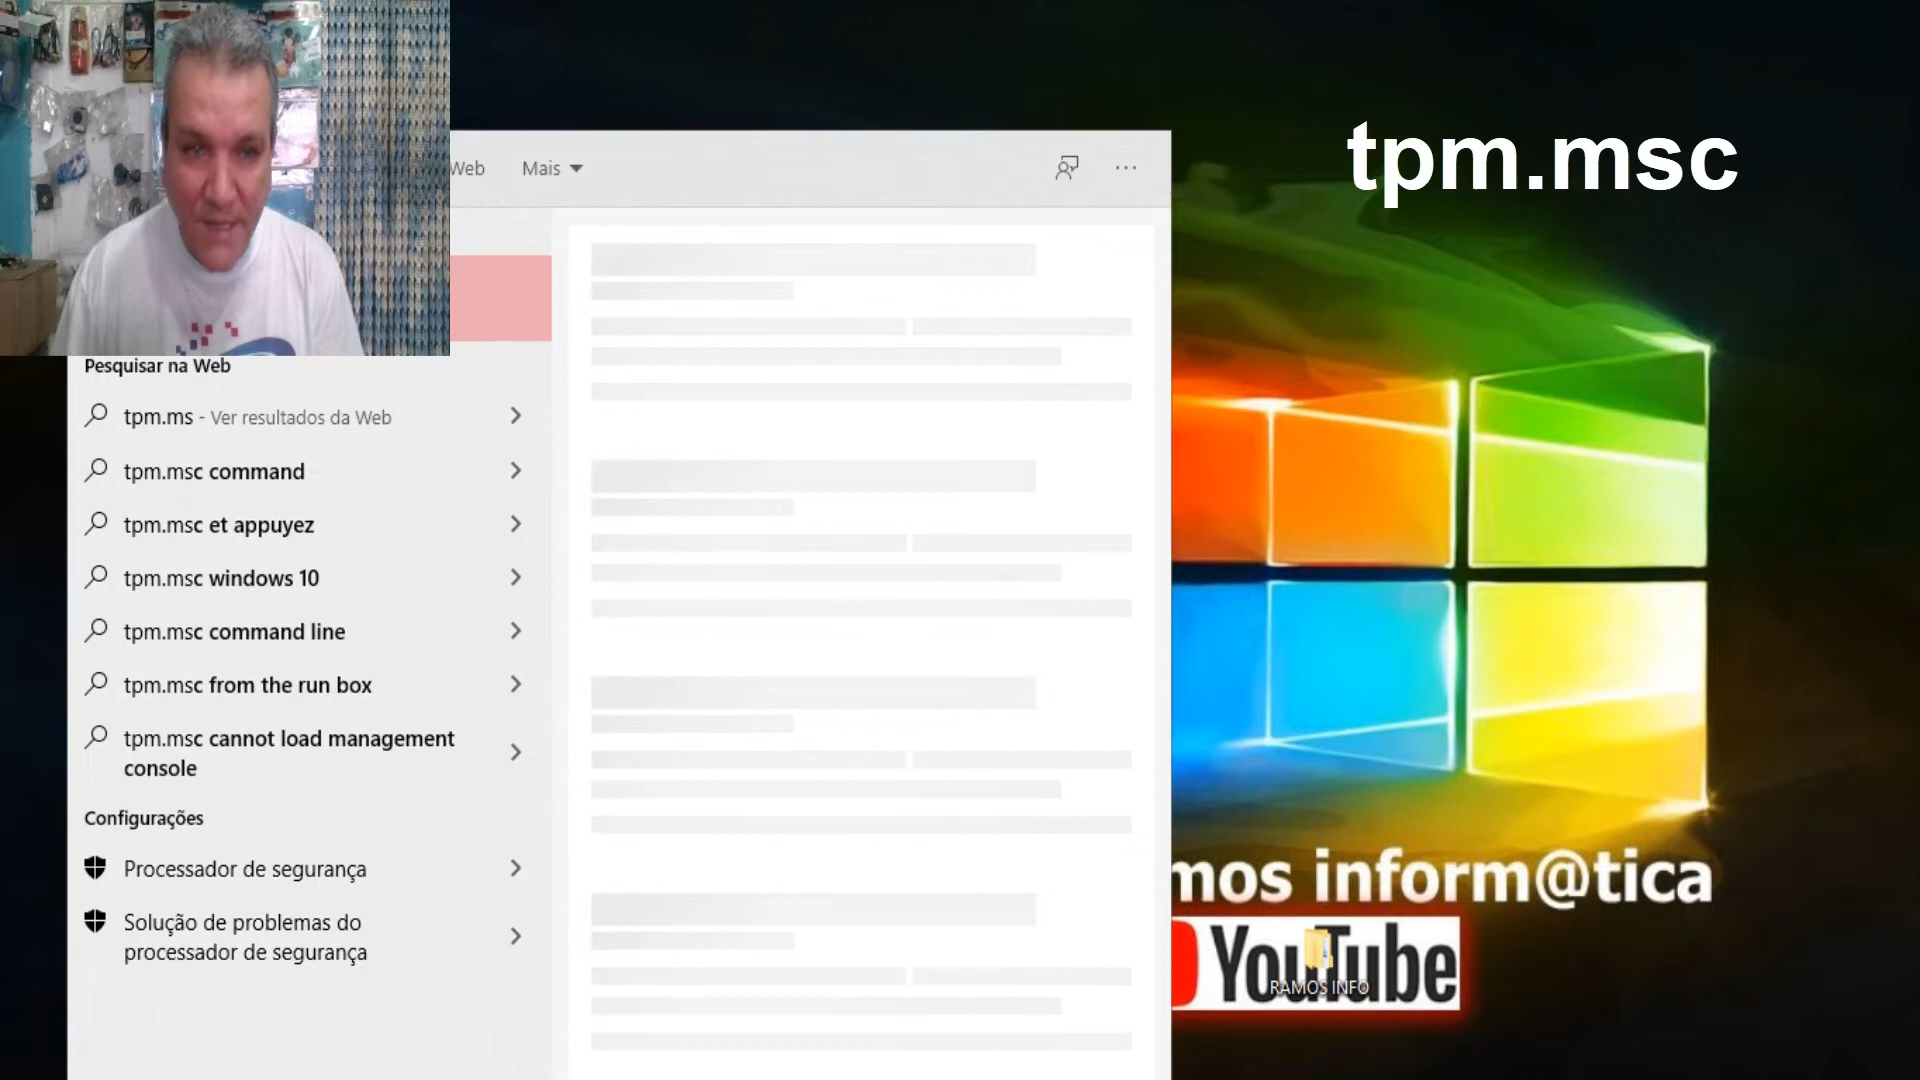 tpm.msc
Web
Mais
Pesquisar na Web
tpm.ms - Ver resultados da Web
tpm.msc command
tpm.msc et appuyez
tpm.msc windows 10
tpm.msc command line
tpm.msc from the run box
tpm.msc cannot load management
console
Configurações
Processador de segurança
Solução de problemas do
processador de segurança
mos inform@tica
YouTube
RAMOS INFO